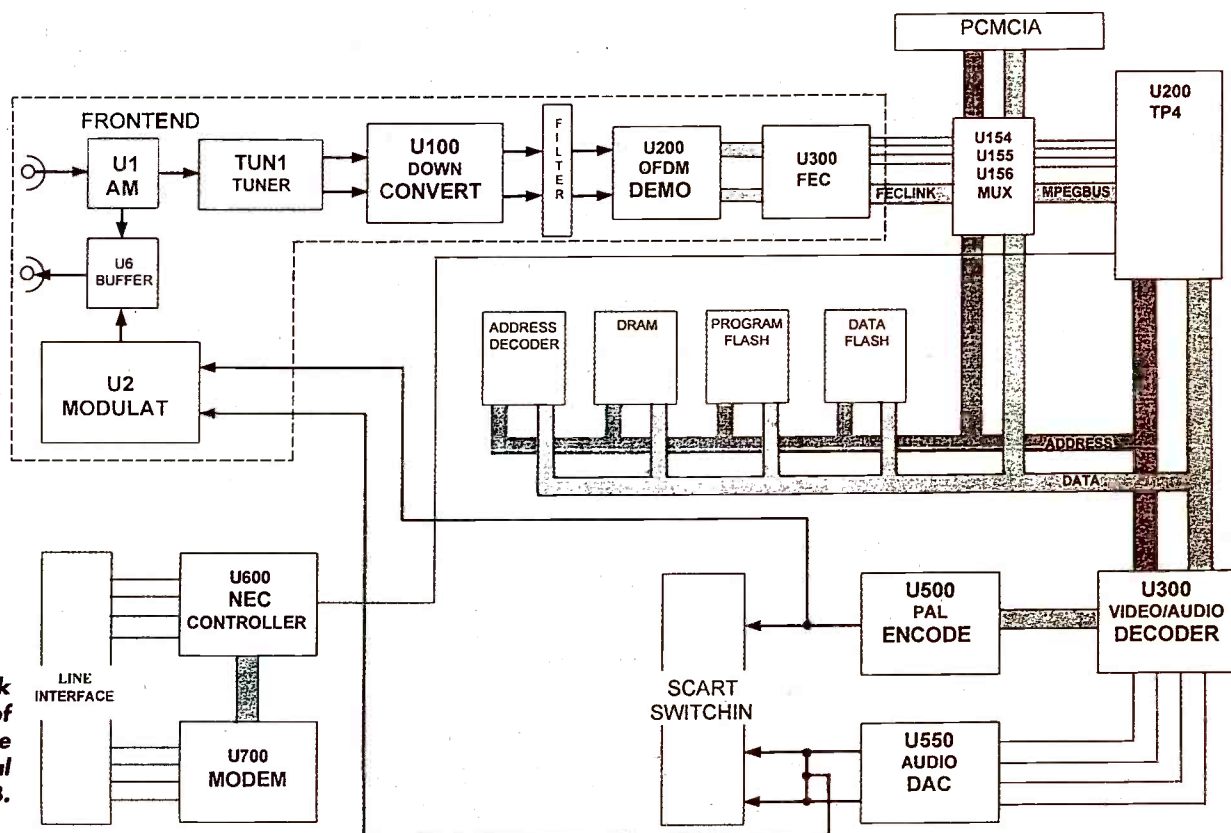 PCMCIA
FRONTEND
U1
AM
TUN1
TUNER
U100
DOWN
CONVERT
FILTER
U200
OFDM
DEMO
U300
FEC
FECLINK
U154
U155
U156
MUX
MPEGBUS
U200
TP4
U6
BUFFER
U2
MODULAT
ADDRESS
DECODER
DRAM
PROGRAM
FLASH
DATA
FLASH
ADDRESS
DATA
LINE
INTERFACE
U600
NEC
CONTROLLER
U700
MODEM
SCART
SWITCHIN
U500
PAL
ENCODE
U300
VIDEO/AUDIO
DECODER
U550
AUDIO
DAC
of